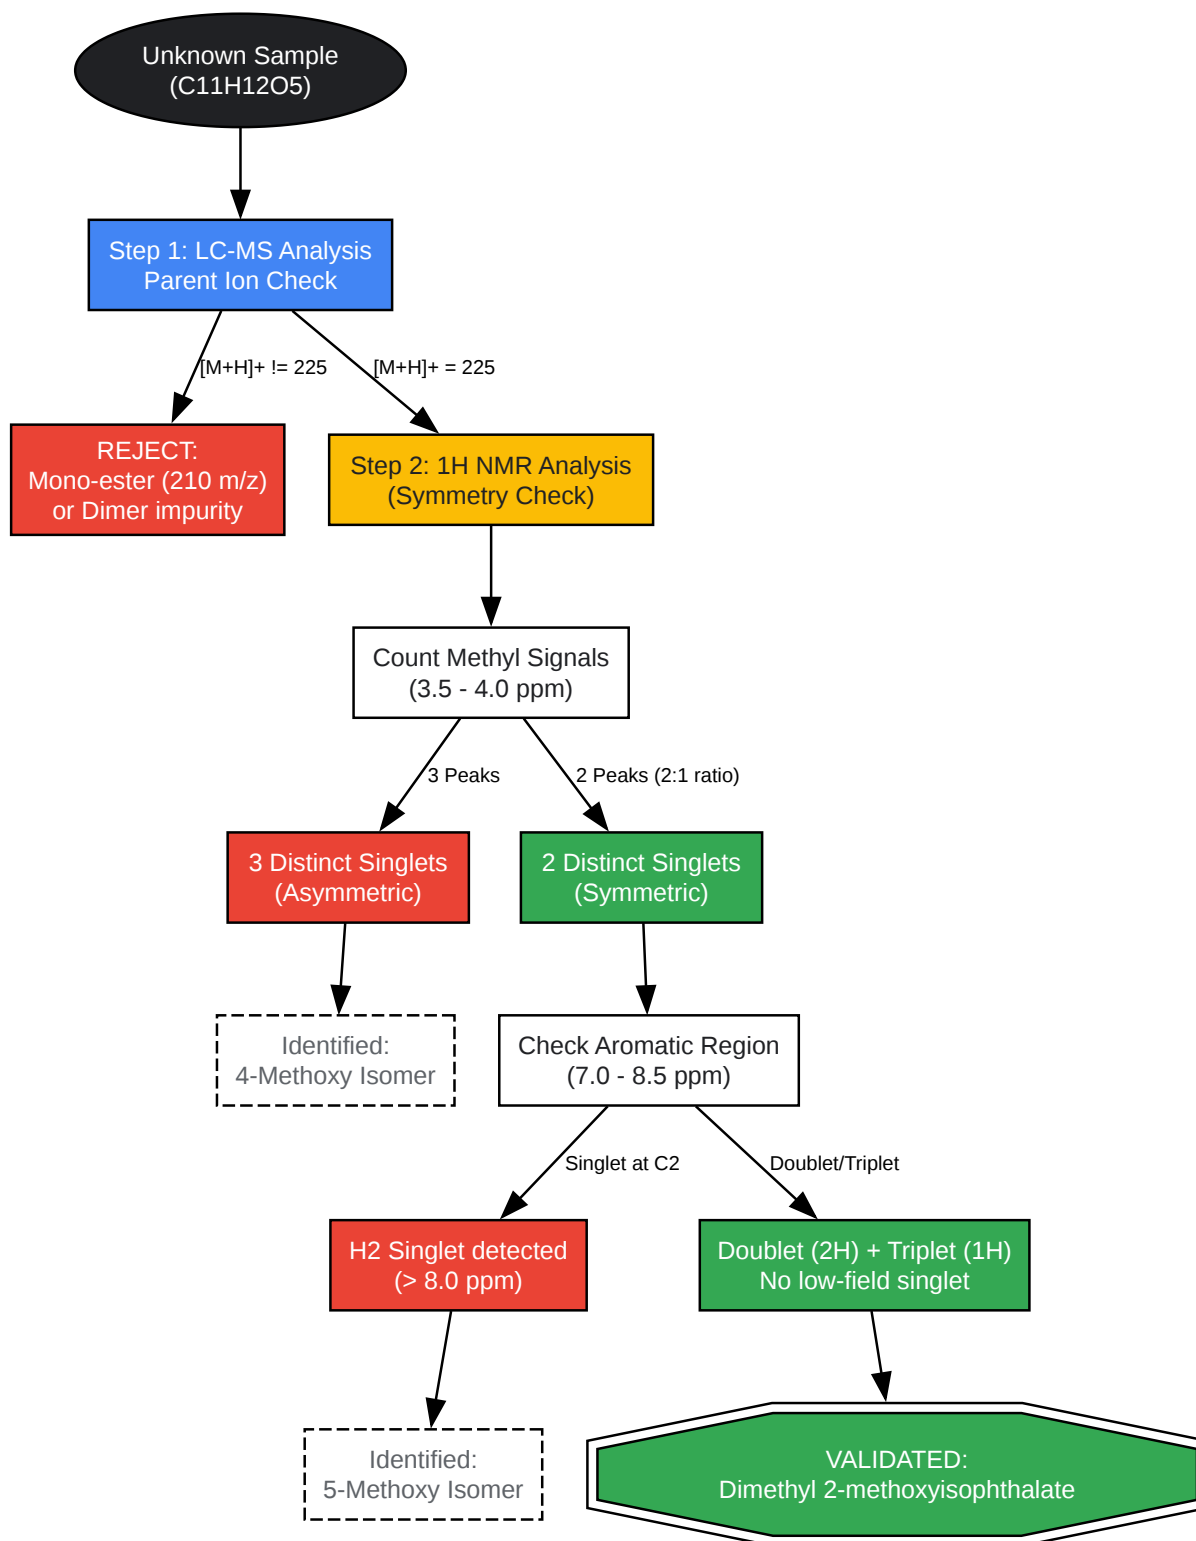 Unknown Sample
(C11H12O5)
Step 1: LC-MS Analysis
Parent Ion Check
[M+H]+ != 225
[M+H]+ = 225
REJECT:
Mono-ester (210 m/z)
or Dimer impurity
Step 2: 1H NMR Analysis
(Symmetry Check)
Count Methyl Signals
(3.5 - 4.0 ppm)
3 Peaks
2 Peaks (2:1 ratio)
3 Distinct Singlets
(Asymmetric)
2 Distinct Singlets
(Symmetric)
Identified:
4-Methoxy Isomer
Check Aromatic Region
(7.0 - 8.5 ppm)
Singlet at C2
Doublet/Triplet
H2 Singlet detected
(> 8.0 ppm)
Doublet (2H) + Triplet (1H)
No low-field singlet
Identified:
5-Methoxy Isomer
VALIDATED:
Dimethyl 2-methoxyisophthalate